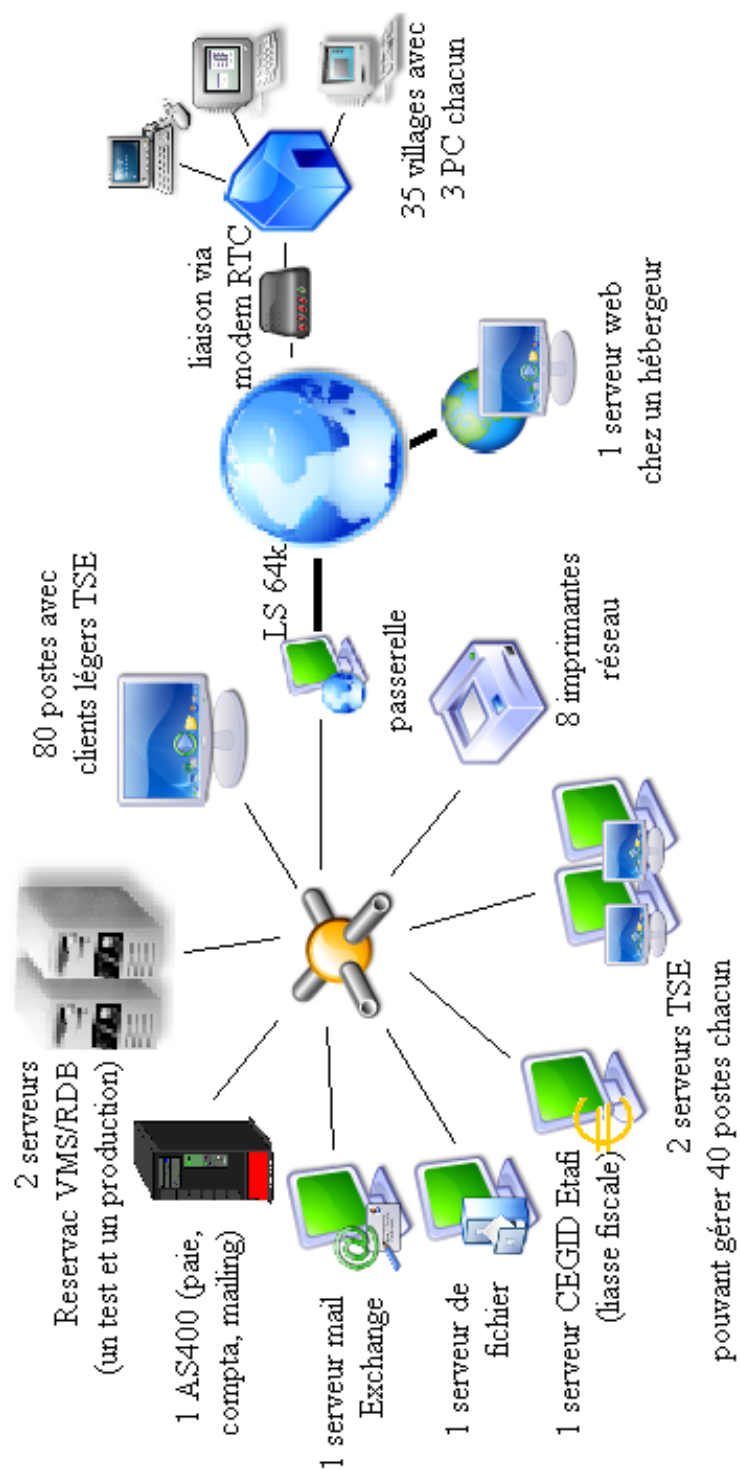 2 serveurs
Reservac VMS/RDB
(un test et un production)
80 postes avec
clients légers TSE
1 AS400 (paie,
compta, mailing)
1 serveur mail
Exchange
1 serveur de
fichier
1 serveur CEGID Etafi
(liasse fiscale)
2 serveurs TSE
pouvant gérer 40 postes chacun
8 imprimantes
réseau
passerelle
LS 64k
liaison via
modem RTC
35 villages avec
3 PC chacun
1 serveur web
chez un hébergeur